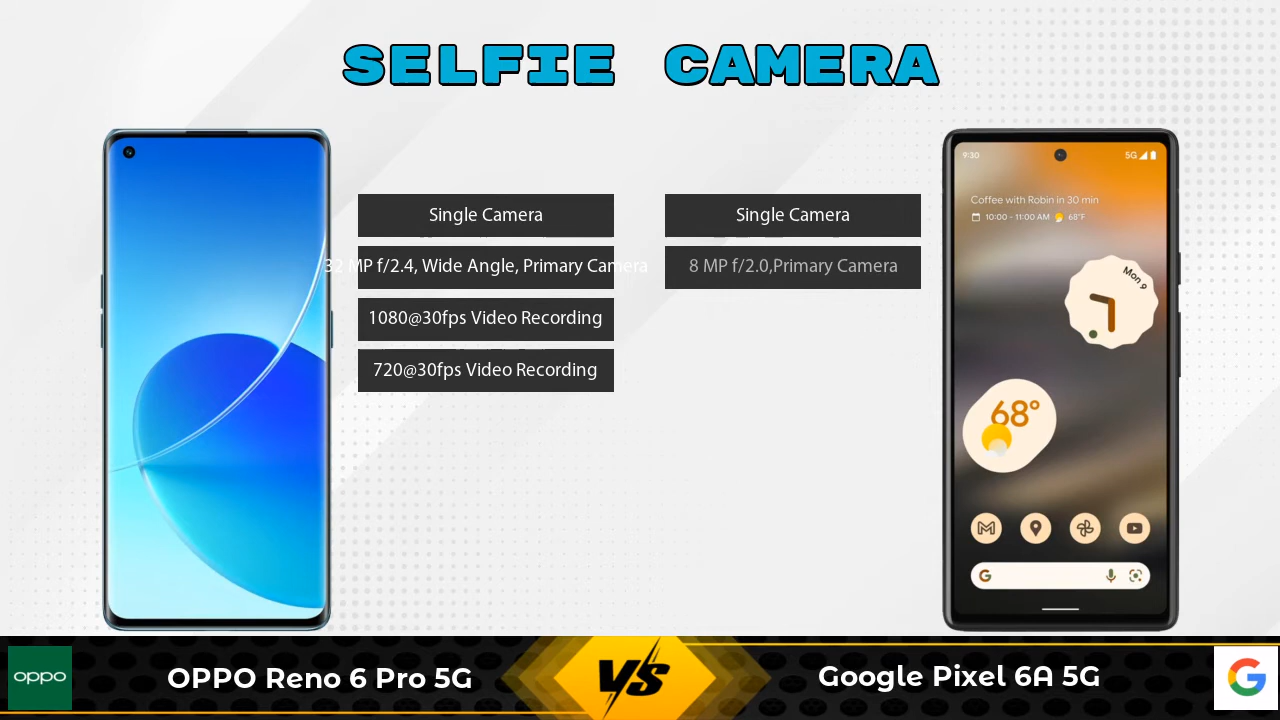 SELFIE CAMERA
Single Camera
32 MP f/2.4, Wide Angle, Primary Camera
1080@30fps Video Recording
720@30fps Video Recording
Single Camera
8 MP f/2.0,Primary Camera
9:30
5G
Coffee with Robin in 30 min
10:00 - 11:00 AM 68°F
Mon 9
68°
oppo
OPPO Reno 6 Pro 5G
VS
Google Pixel 6A 5G